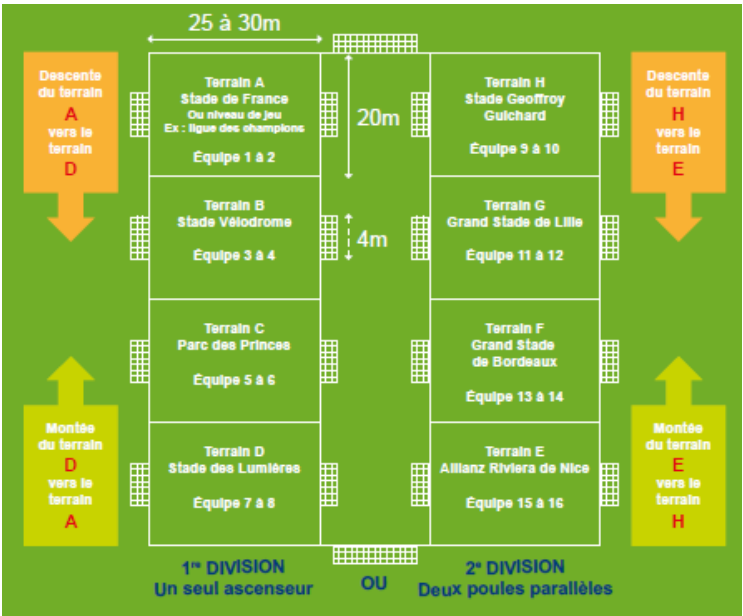 25 à 30m
Descente
du terrain
A
vers le
terrain
D
Terrain A
Stade de France
Ou niveau de jeu
Ex : ligue des champions
Équipe 1 à 2
20m
Terrain H
Stade Geoffroy
Guichard
Équipe 9 à 10
Descente
du terrain
H
vers le
terrain
E
Terrain B
Stade Vélodrome
Équipe 3 à 4
4m
Terrain G
Grand Stade de Lille
Équipe 11 à 12
Terrain C
Parc des Princes
Équipe 5 à 6
Terrain F
Grand Stade
de Bordeaux
Équipe 13 à 14
Montée
du terrain
D
vers le
terrain
A
Terrain D
Stade des Lumières
Équipe 7 à 8
Terrain E
Allianz Riviera de Nice
Équipe 15 à 16
Montée
du terrain
E
vers le
terrain
H
1re DIVISION
Un seul ascenseur
OU
2e DIVISION
Deux poules parallèles